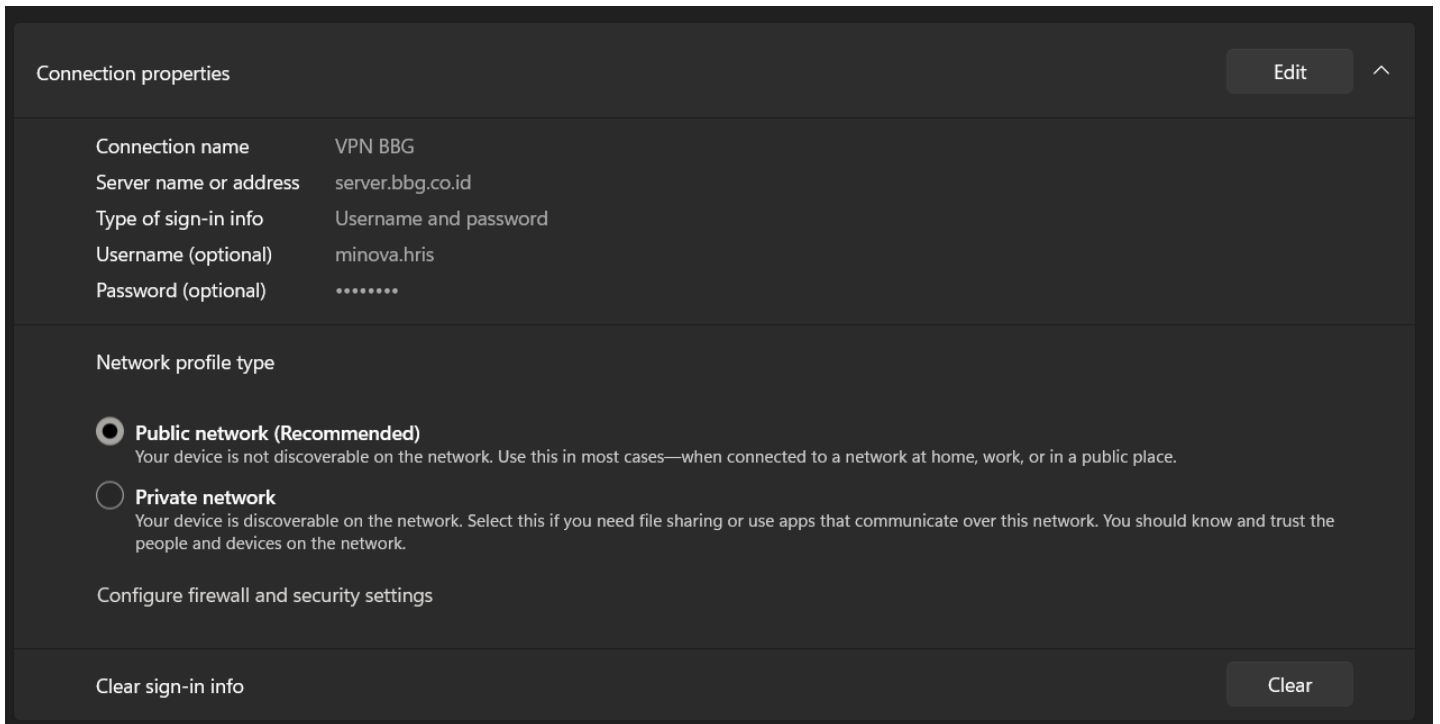 Connection properties
Edit
Connection name VPN BBG
Server name or address server.bbg.co.id
Type of sign-in info Username and password
Username (optional) minova.hris
Password (optional) ••••••••
Network profile type
Public network (Recommended)
Your device is not discoverable on the network. Use this in most cases—when connected to a network at home, work, or in a public place.
Private network
Your device is discoverable on the network. Select this if you need file sharing or use apps that communicate over this network. You should know and trust the
people and devices on the network.
Configure firewall and security settings
Clear sign-in info
Clear